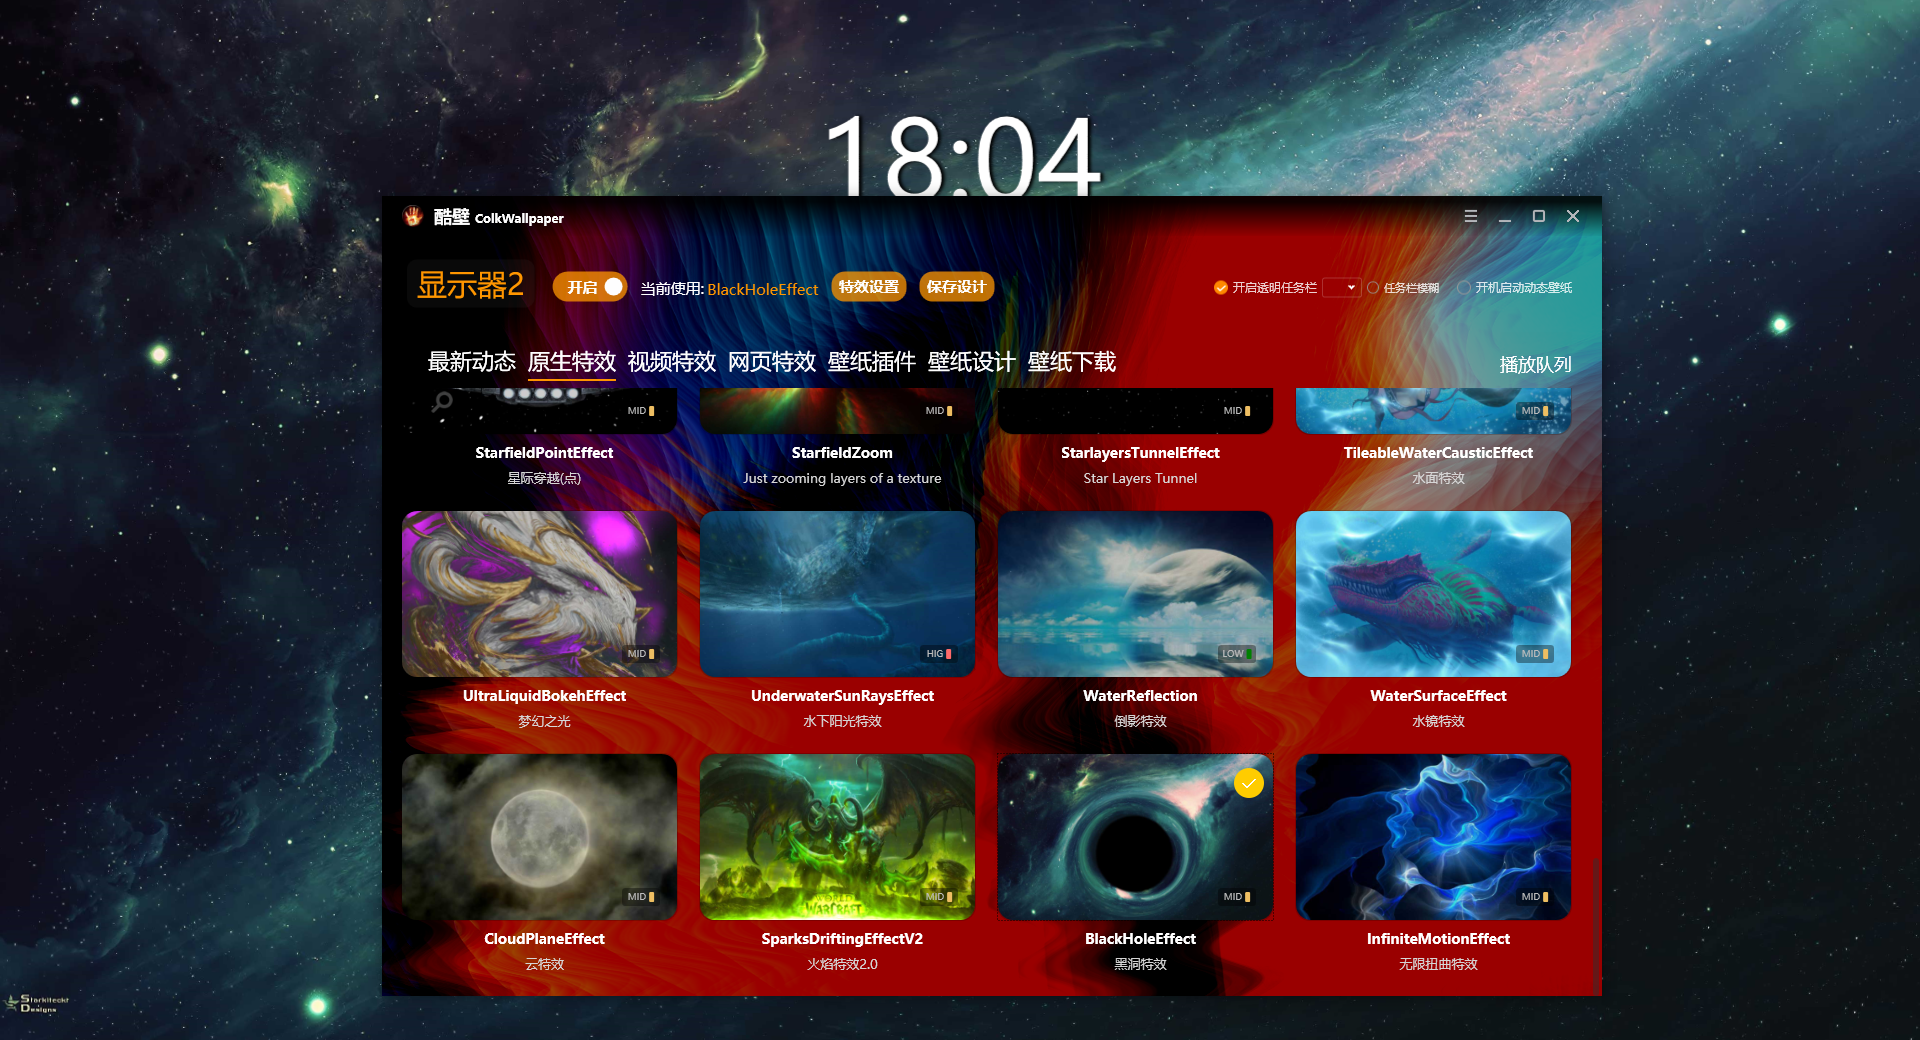 18:04
酷壁 ColkWallpaper
显示器2
开启
当前使用: BlackHoleEffect
特效设置
保存设计
开启透明任务栏
任务栏模糊
开机启动动态壁纸
最新动态 原生特效 视频特效 网页特效 壁纸插件 壁纸设计 壁纸下载
播放队列
MID
MID
MID
MID
StarfieldPointEffect
星际穿越(点)
StarfieldZoom
Just zooming layers of a texture
StarlayersTunnelEffect
Star Layers Tunnel
TileableWaterCausticEffect
水面特效
MID
HIG
LOW
MID
UltraLiquidBokehEffect
梦幻之光
UnderwaterSunRaysEffect
水下阳光特效
WaterReflection
倒影特效
WaterSurfaceEffect
水镜特效
MID
WORLD
WARCRAFT
MID
MID
MID
CloudPlaneEffect
云特效
SparksDriftingEffectV2
火焰特效2.0
BlackHoleEffect
黑洞特效
InfiniteMotionEffect
无限扭曲特效
Starkiteckt
Designs